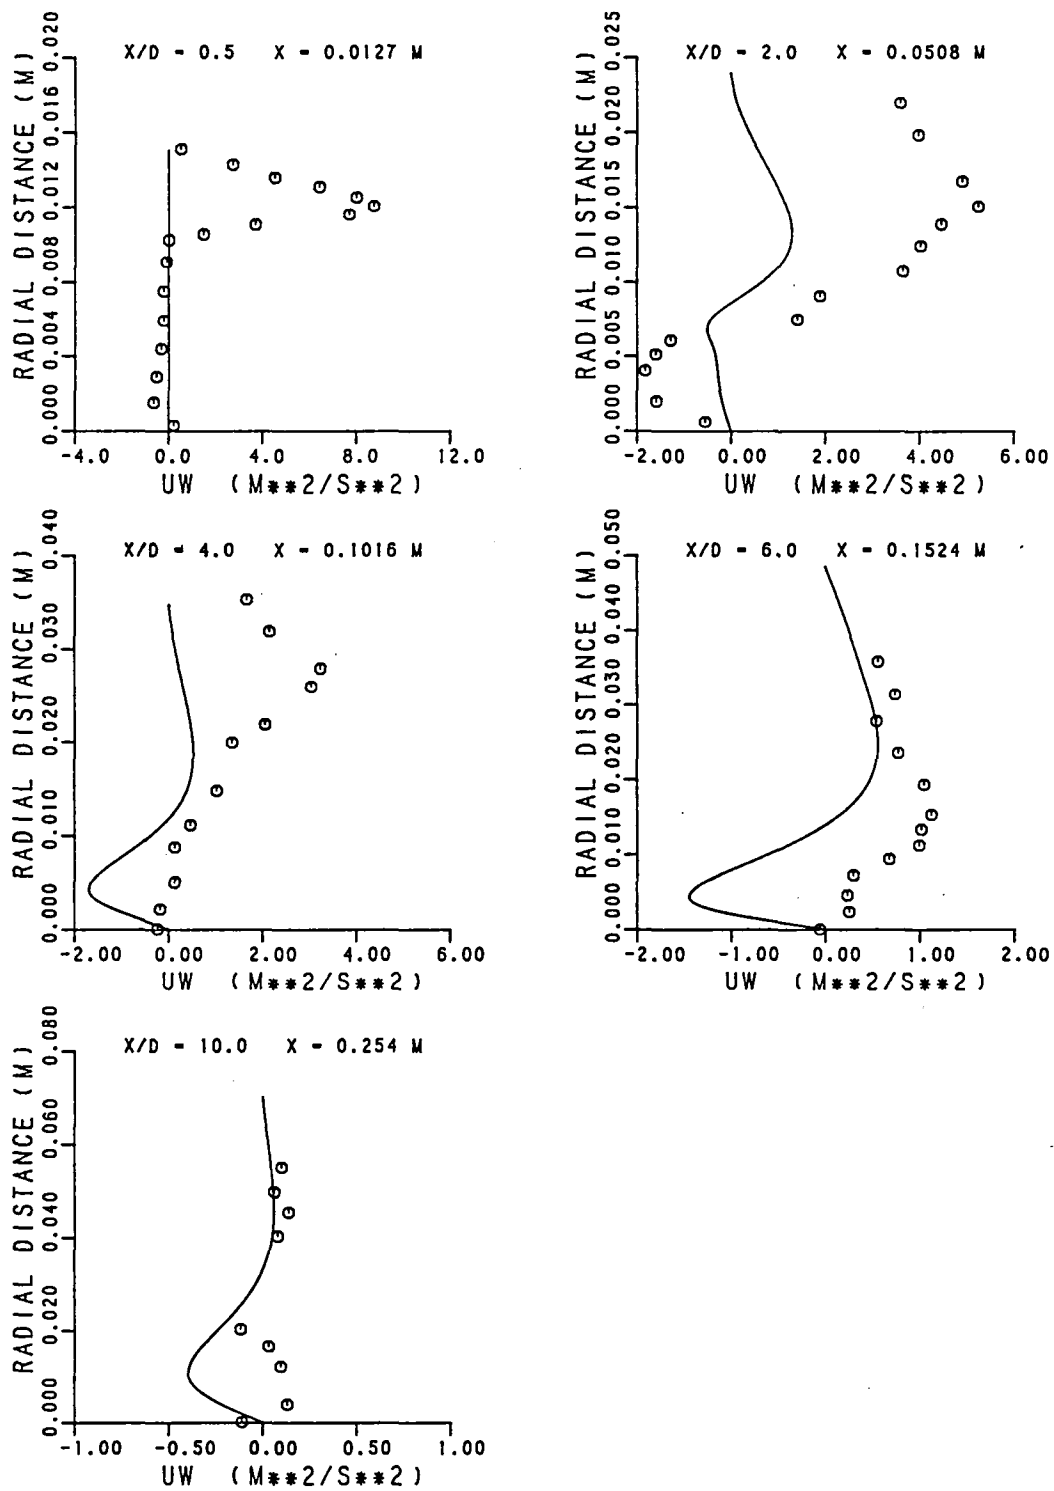 X/D = 0.5 X = 0.0127 M
RADIAL DISTANCE (M)
0.020
0.016
0.012
0.008
0.004
0.000
-4.0 0.0 4.0 8.0 12.0
UW (M**2/S**2)
X/D = 2.0 X = 0.0508 M
RADIAL DISTANCE (M)
0.025
0.020
0.015
0.010
0.005
0.000
-2.00 0.00 2.00 4.00 6.00
UW (M**2/S**2)
X/D = 4.0 X = 0.1016 M
RADIAL DISTANCE (M)
0.040
0.030
0.020
0.010
0.000
-2.00 0.00 2.00 4.00 6.00
UW (M**2/S**2)
X/D = 6.0 X = 0.1524 M
RADIAL DISTANCE (M)
0.050
0.040
0.030
0.020
0.010
0.000
-2.00 -1.00 0.00 1.00 2.00
UW (M**2/S**2)
X/D = 10.0 X = 0.254 M
RADIAL DISTANCE (M)
0.080
0.060
0.040
0.020
0.000
-1.00 -0.50 0.00 0.50 1.00
UW (M**2/S**2)